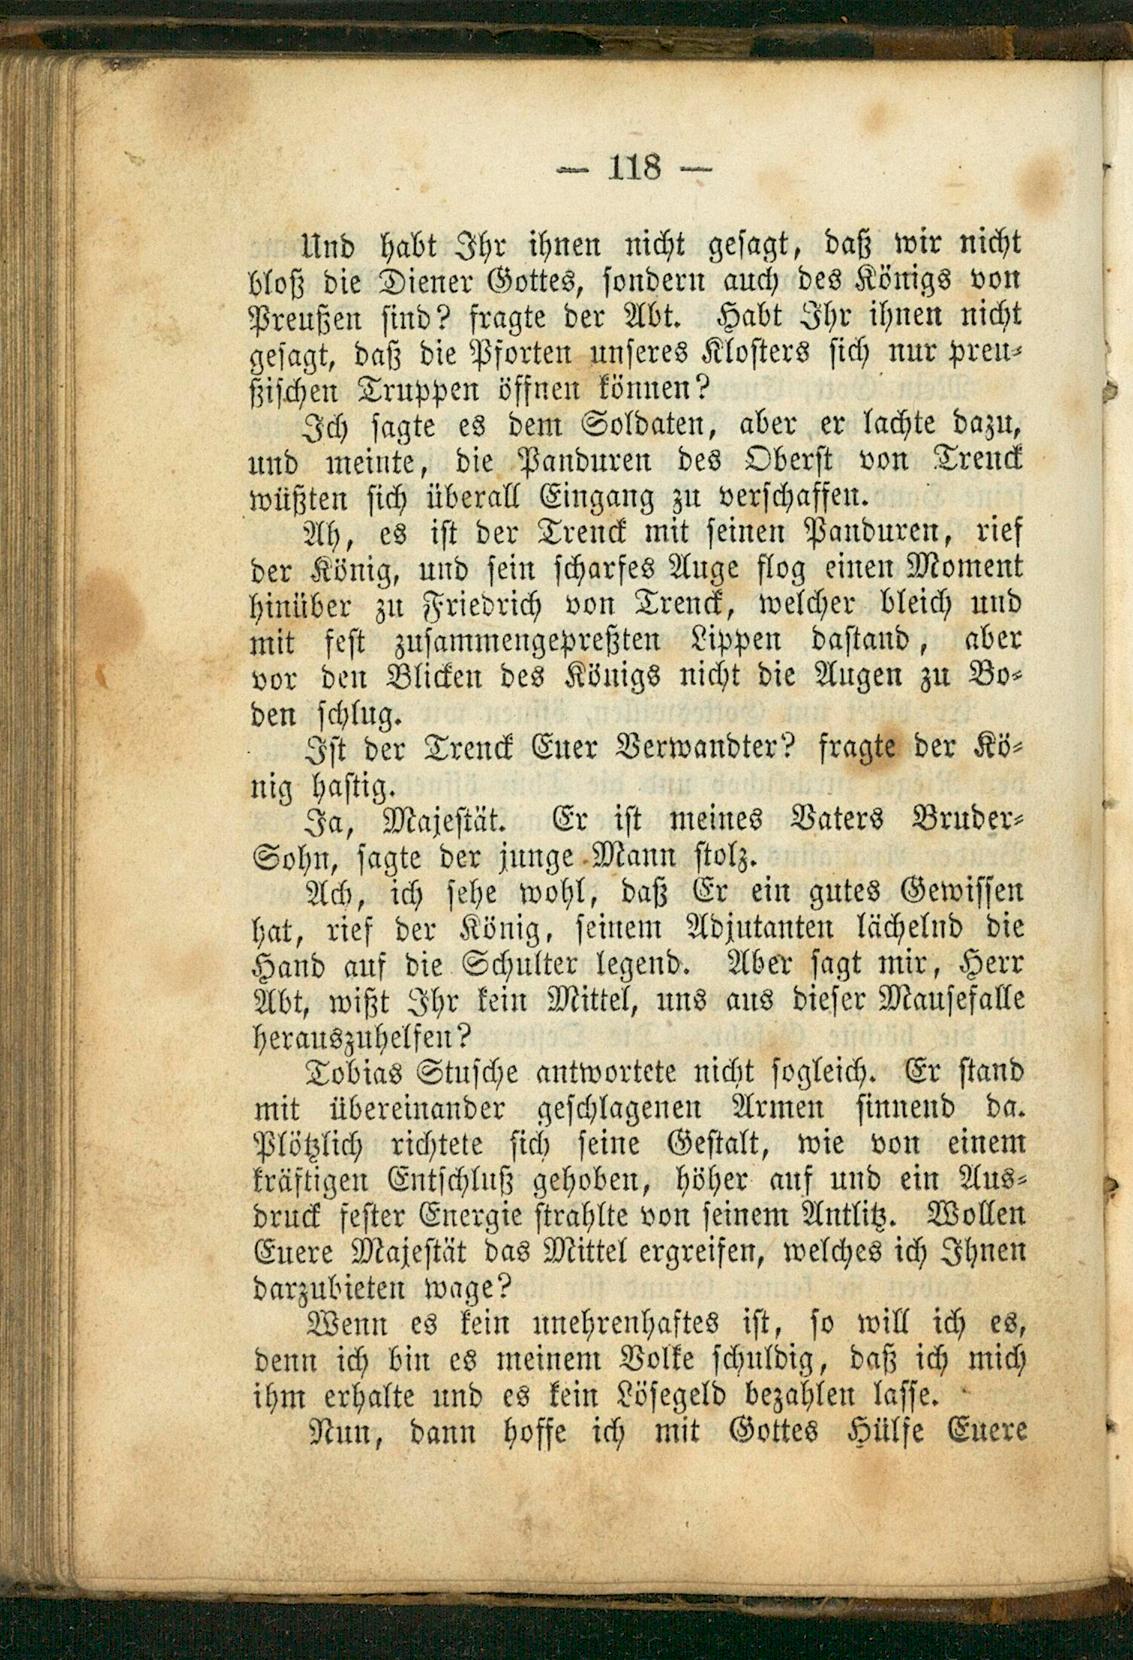 — 118 —
Und habt Ihr ihnen nicht gesagt, daß wir nicht
bloß die Diener Gottes, sondern auch des Königs von
Preußen sind? fragte der Abt. Habt Ihr ihnen nicht
gesagt, daß die Pforten unseres Klosters sich nur preu-
ßischen Truppen öffnen können?
Ich sagte es dem Soldaten, aber er lachte dazu,
und meinte, die Panduren des Oberst von Trenck
wüßten sich überall Eingang zu verschaffen.
Ah, es ist der Trenck mit seinen Panduren, rief
der König, und sein scharfes Auge flog einen Moment
hinüber zu Friedrich von Trenck, welcher bleich und
mit fest zusammengepreßten Lippen dastand, aber
vor den Blicken des Königs nicht die Augen zu Bo-
den schlug.
Ist der Trenck Euer Verwandter? fragte der Kö-
nig hastig.
Ja, Majestät. Er ist meines Vaters Bruder-
Sohn, sagte der junge Mann stolz.
Ach, ich sehe wohl, daß Er ein gutes Gewissen
hat, rief der König, seinem Adjutanten lächelnd die
Hand auf die Schulter legend. Aber sagt mir, Herr
Abt, wißt Ihr kein Mittel, uns aus dieser Mausefalle
herauszuhelfen?
Tobias Stusche antwortete nicht sogleich. Er stand
mit übereinander geschlagenen Armen sinnend da.
Plötzlich richtete sich seine Gestalt, wie von einem
kräftigen Entschluß gehoben, höher auf und ein Aus-
druck fester Energie strahlte von seinem Antlitz. Wollen
Euere Majestät das Mittel ergreifen, welches ich Ihnen
darzubieten wage?
Wenn es kein unehrenhaftes ist, so will ich es,
denn ich bin es meinem Volke schuldig, daß ich mich
ihm erhalte und es kein Lösegeld bezahlen lasse.
Nun, dann hoffe ich mit Gottes Hülfe Euere